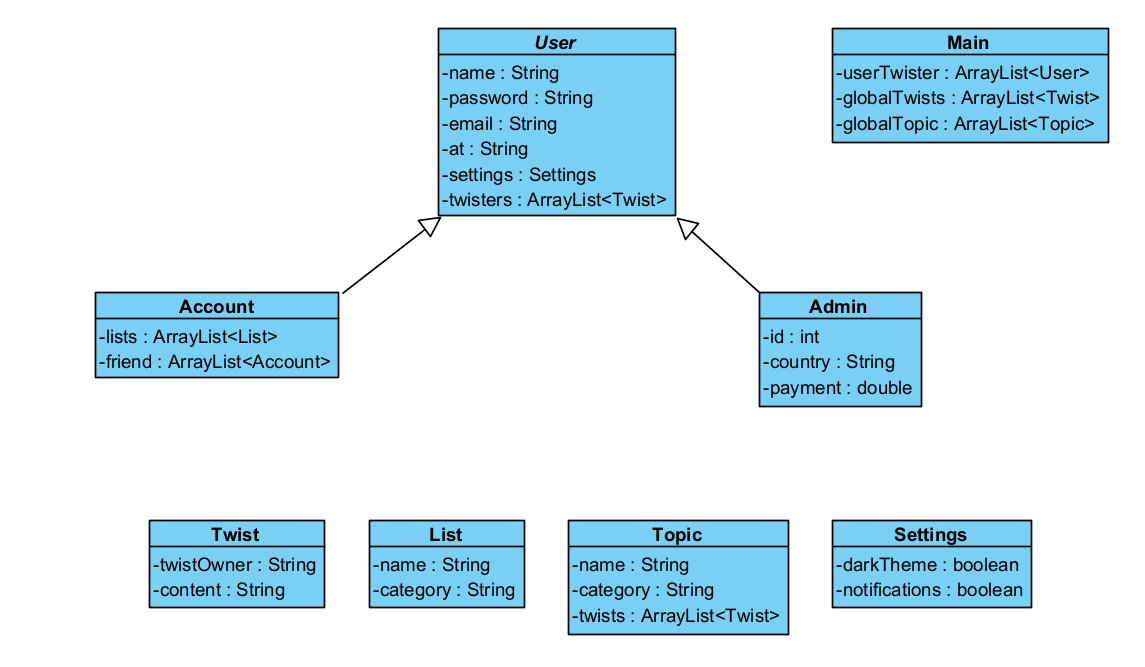 User
-name : String
-password : String
-email : String
-at : String
-settings : Settings
-twisters : ArrayList<Twist>
Main
-userTwister : ArrayList<User>
-globalTwists : ArrayList<Twist>
-globalTopic : ArrayList<Topic>
Account
-lists : ArrayList<List>
-friend : ArrayList<Account>
Admin
-id : int
-country : String
-payment : double
Twist
-twistOwner : String
-content : String
List
-name : String
-category : String
Topic
-name : String
-category : String
-twists : ArrayList<Twist>
Settings
-darkTheme : boolean
-notifications : boolean